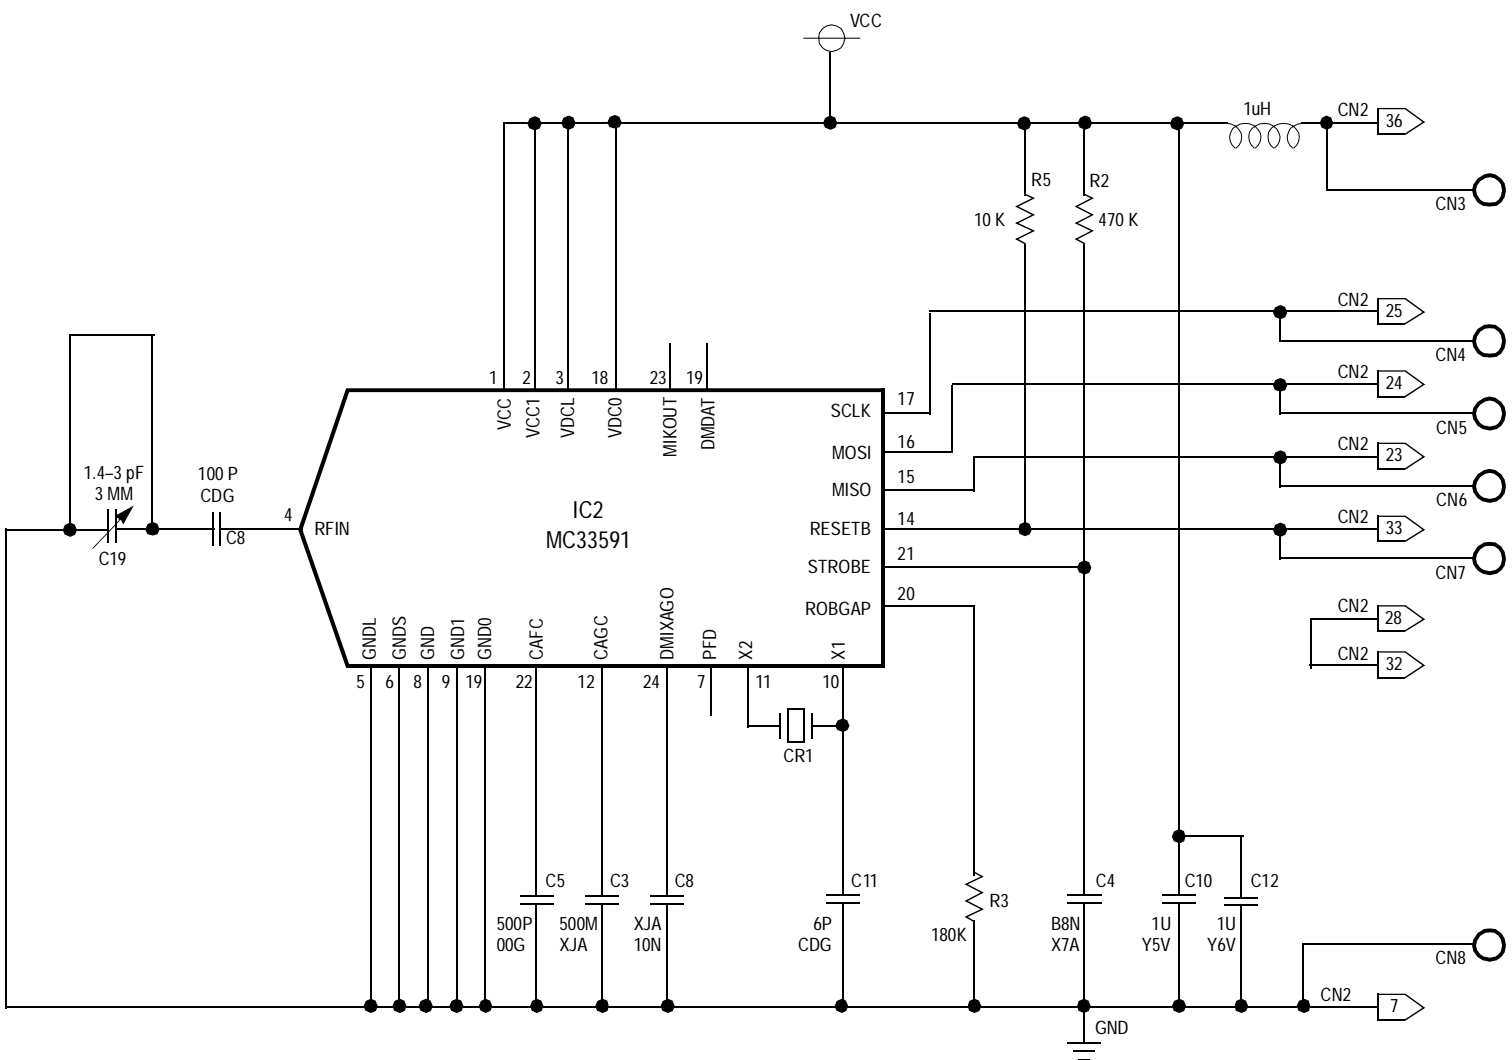 VCC
1uH
CN2
36
R5
R2
10 K
470 K
CN3
CN2
25
CN4
1
2
3
18
23
19
VCC
VCC1
VDCL
VDC0
MIKOUT
DMDAT
SCLK
17
CN2
24
CN5
MOSI
16
CN2
23
MISO
15
CN6
1.4–3 pF
3 MM
100 P
CDG
C19
C8
4
RFIN
IC2
MC33591
RESETB
14
CN2
33
CN7
STROBE
21
ROBGAP
20
CN2
28
CN2
32
GNDL
GNDS
GND
GND1
GND0
CAFC
CAGC
DMIXAGO
PFD
X2
X1
5
6
8
9
19
22
12
24
7
11
10
CR1
C5
500P
00G
C3
500M
XJA
C8
XJA
10N
C11
6P
CDG
R3
180K
C4
B8N
X7A
C10
1U
Y5V
C12
1U
Y6V
CN8
CN2
7
GND